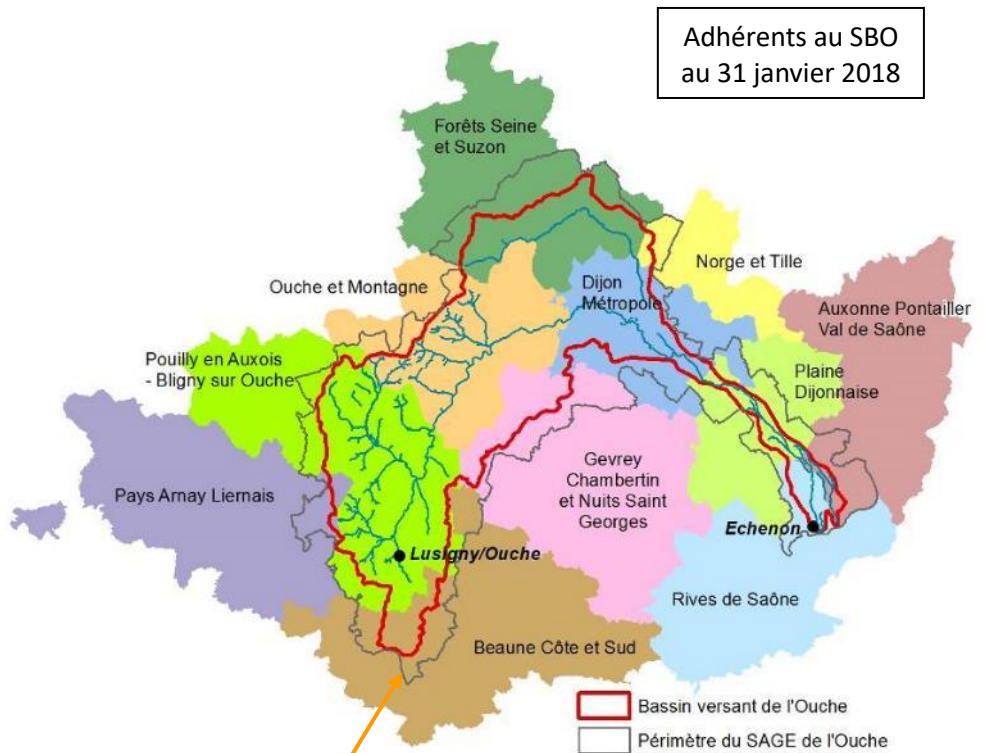 Adhérents au SBO
au 31 janvier 2018
Forêts Seine
et Suzon
Norge et Tille
Ouche et Montagne
Dijon
Métropole
Auxonne Pontailler
Val de Saône
Pouilly en Auxois
- Bligny sur Ouche
Plaine
Dijonnaise
Pays Arnay Liernais
Gevrey
Chambertin
et Nuits Saint
Georges
Echenon
Lusigny/Ouche
Rives de Saône
Beaune Côte et Sud
Bassin versant de l'Ouche
Périmètre du SAGE de l'Ouche